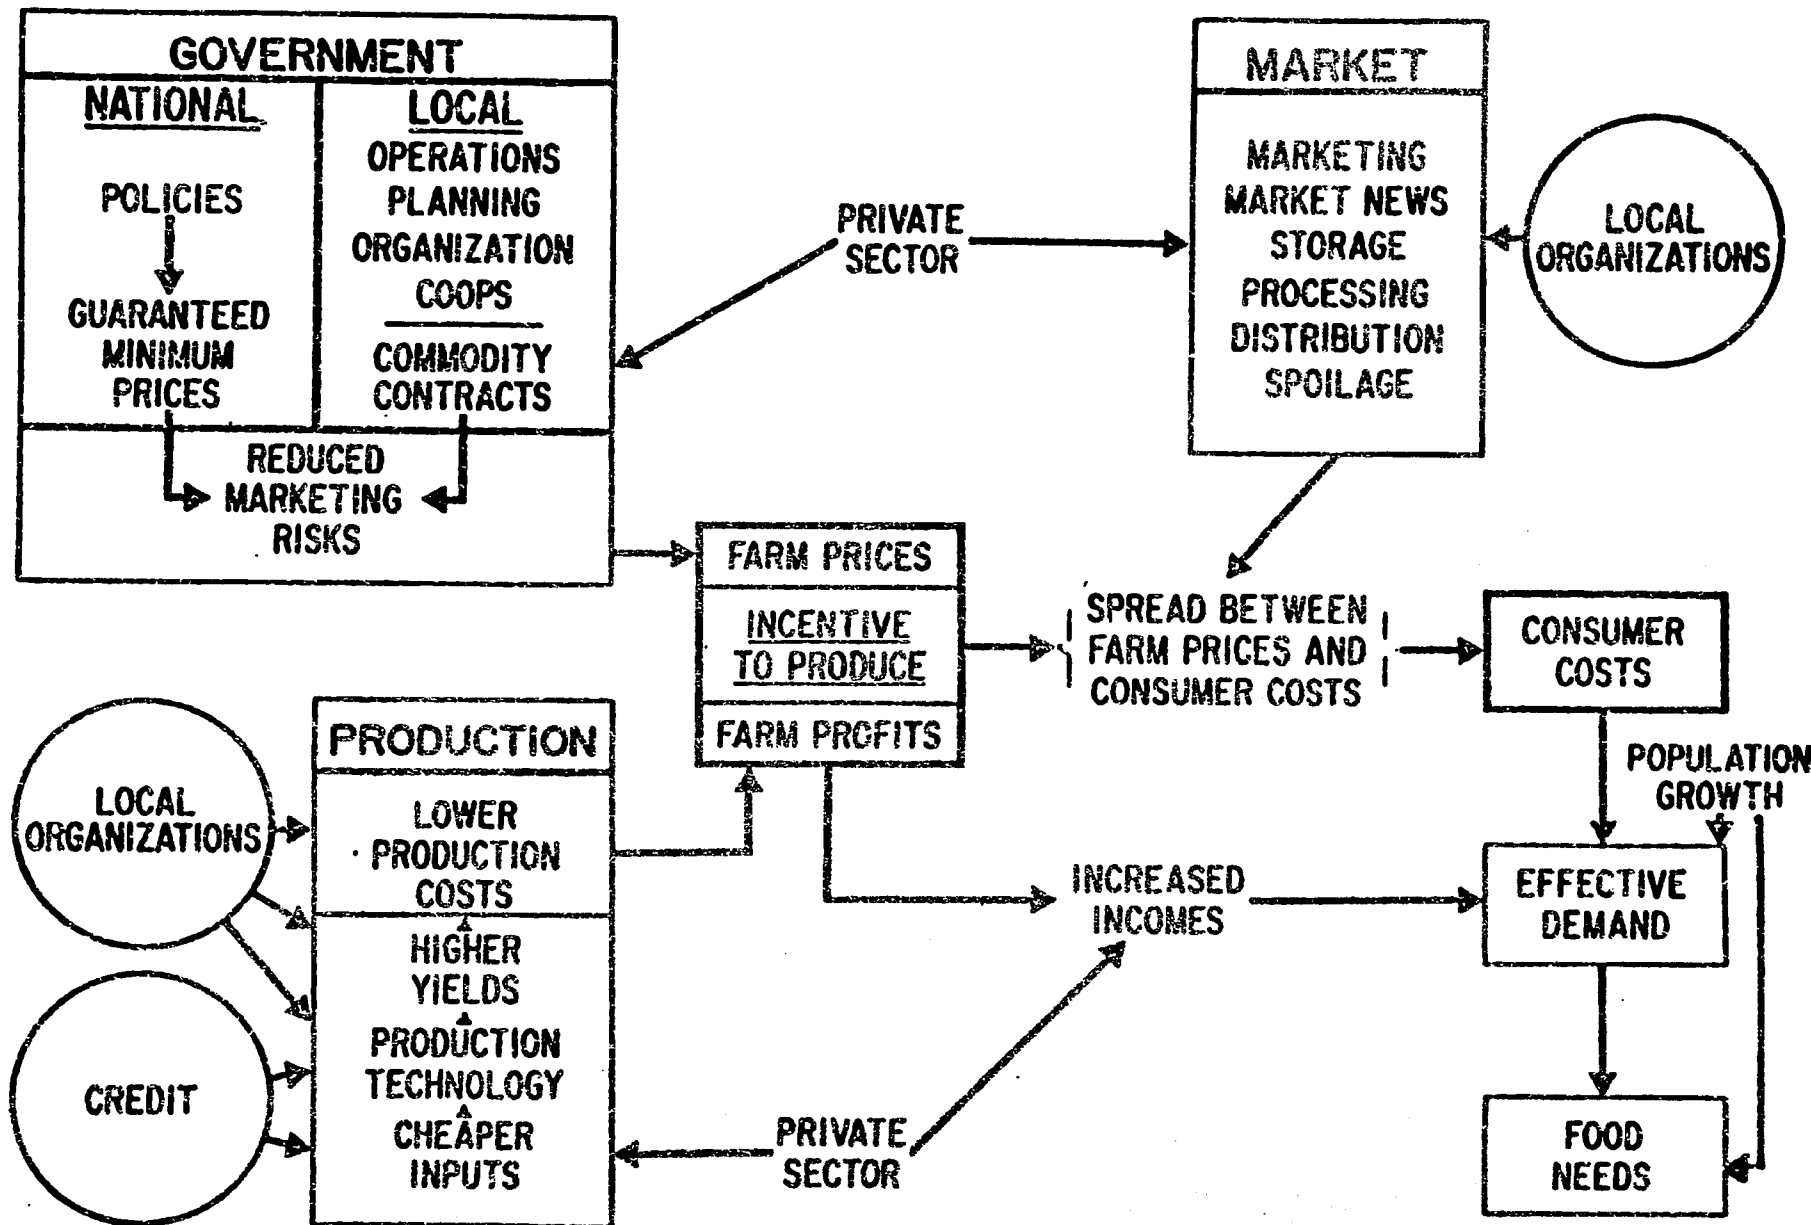 GOVERNMENT
NATIONAL
POLICIES
GUARANTEED
MINIMUM
PRICES
LOCAL
OPERATIONS
PLANNING
ORGANIZATION
COOPS
COMMODITY
CONTRACTS
REDUCED
MARKETING
RISKS
PRIVATE
SECTOR
MARKET
MARKETING
MARKET NEWS
STORAGE
PROCESSING
DISTRIBUTION
SPOILAGE
LOCAL
ORGANIZATIONS
FARM PRICES
INCENTIVE
TO PRODUCE
FARM PROFITS
SPREAD BETWEEN
FARM PRICES AND
CONSUMER COSTS
CONSUMER
COSTS
POPULATION
GROWTH
LOCAL
ORGANIZATIONS
CREDIT
PRODUCTION
LOWER
PRODUCTION
COSTS
HIGHER
YIELDS
PRODUCTION
TECHNOLOGY
CHEAPER
INPUTS
INCREASED
INCOMES
EFFECTIVE
DEMAND
PRIVATE
SECTOR
FOOD
NEEDS